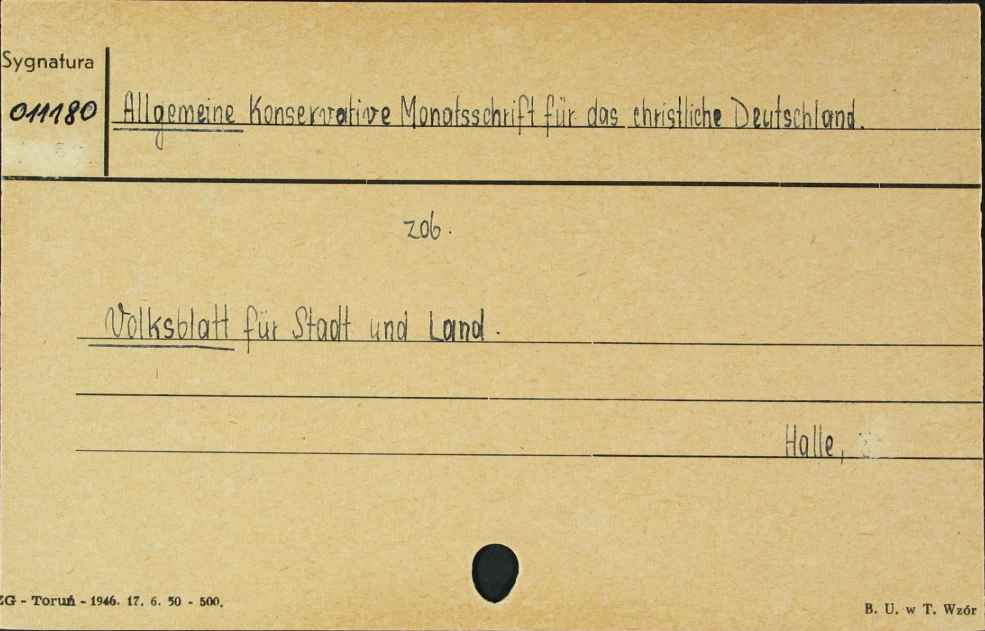 Sygnatura
011180
Allgemeine Konservative Monatsschrift für das christliche Deutschland.
zob.
Volksblatt für Stadt und Land.
Halle,
ZG - Toruń - 1946. 17. 6. 50 - 500.
B. U. w T. Wzór